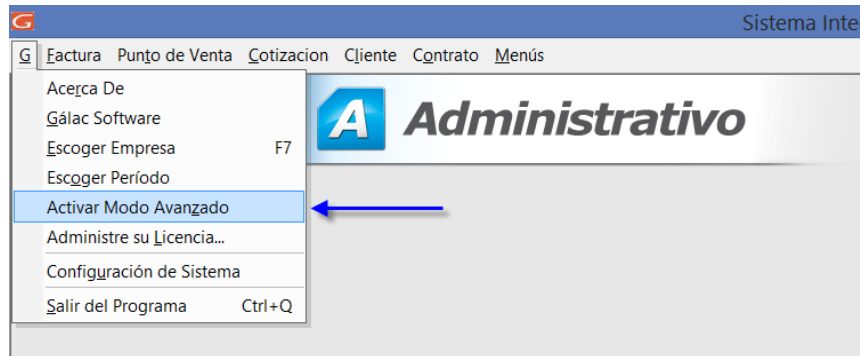 G Sistema Inte
G Factura Punto de Venta Cotizacion Cliente Contrato Menús
Acerca De
Gálac Software
Escoger Empresa F7
Escoger Período
Activar Modo Avanzado
Administre su Licencia...
Configuración de Sistema
Salir del Programa Ctrl+Q
A Administrativo